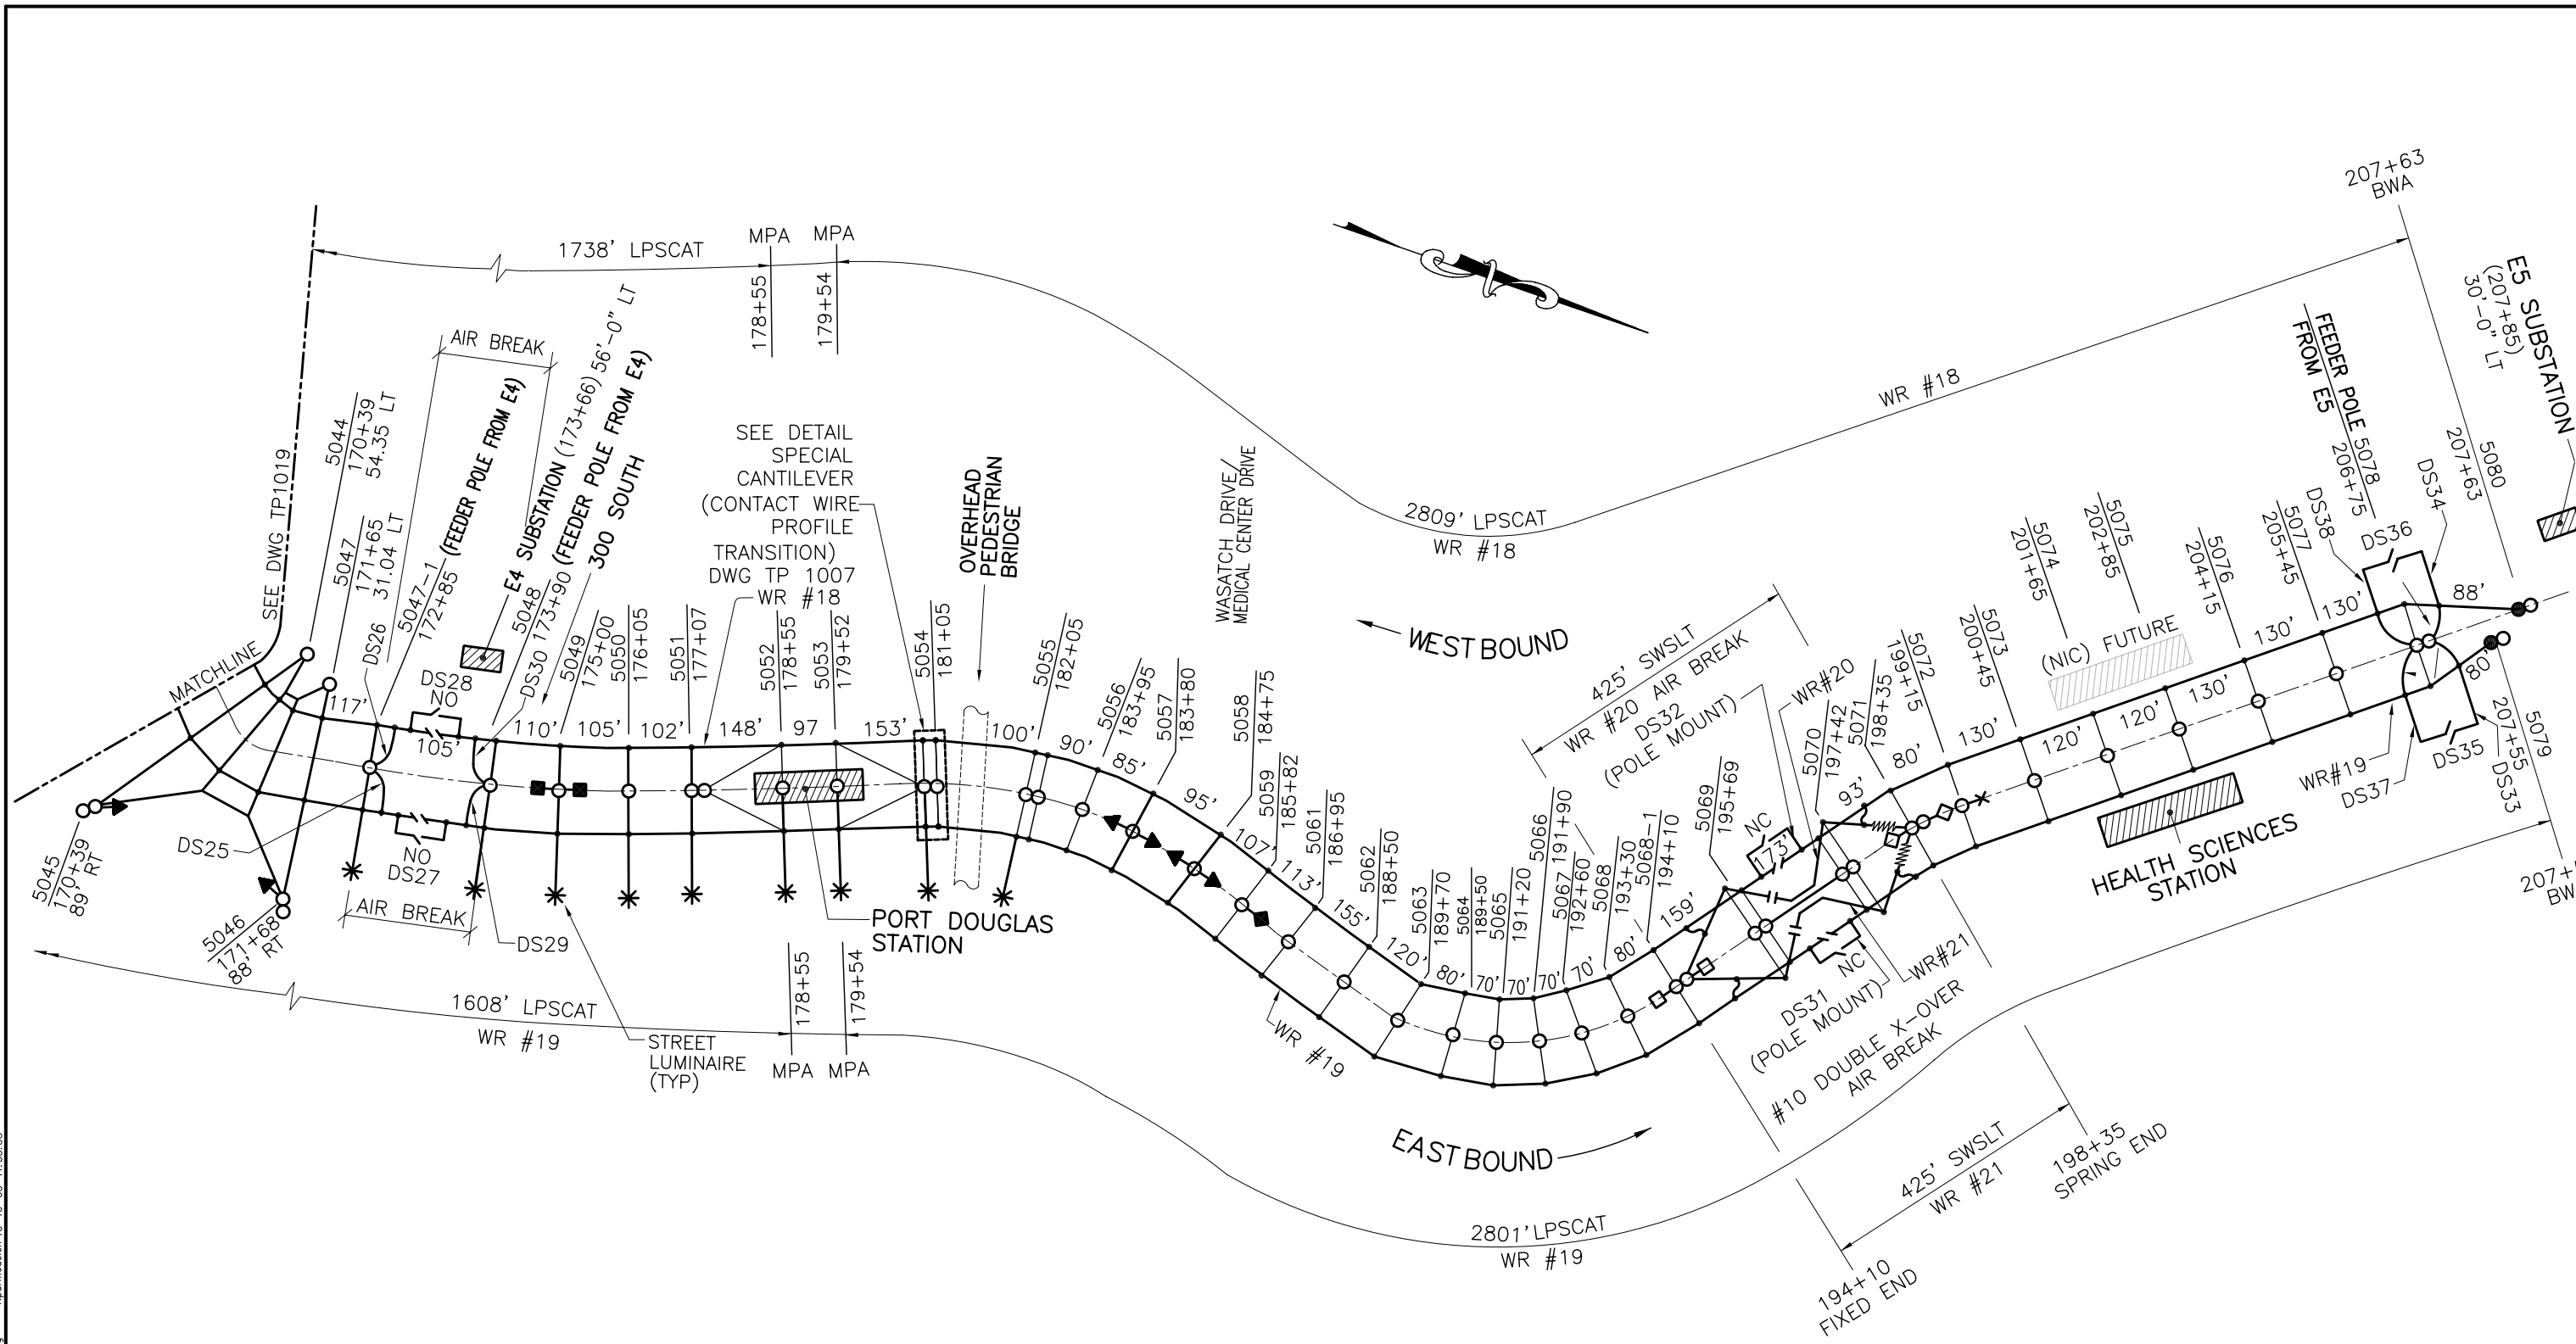 1738' LPSCAT
MPA
MPA
178+55
179+54
SEE DWG TP1019
MATCHLINE
AIR BREAK
5044
170+39
54.35 LT
5047
171+65
31.04 LT
DS26
5047-1 (FEEDER POLE FROM E4)
172+85
E4 SUBSTATION (173+66) 56'-0" LT
5048
DS30 173+90 (FEEDER POLE FROM E4)
300 SOUTH
5049
175+00
5050
176+05
5051
177+07
SEE DETAIL
SPECIAL
CANTILEVER
(CONTACT WIRE
PROFILE
TRANSITION)
DWG TP 1007
WR #18
5052
178+55
5053
179+52
5054
181+05
OVERHEAD
PEDESTRIAN
BRIDGE
5055
182+05
5056
183+95
5057
183+80
WASATCH DRIVE/
MEDICAL CENTER DRIVE
5058
184+75
5059
185+82
5061
186+95
5062
188+50
5063
189+70
5064
189+50
5065
191+20
5066
191+90
5067
192+60
5068
193+30
5068-1
194+10
5069
195+69
5070
197+42
5071
198+35
5072
199+15
5073
200+45
5074
201+65
5075
202+85
5076
204+15
5077
205+45
FEEDER POLE 5078
FROM E5 206+75
5080
207+63
207+63
BWA
E5 SUBSTATION
(207+85)
30'-0" LT
WR #18
2809' LPSCAT
WR #18
WEST BOUND
425' SWSLT
WR #20 AIR BREAK
DS32
(POLE MOUNT)
WR#20
NC
(NIC) FUTURE
DS38
DS36
DS34
117'
DS28
NO
105'
110'
105'
102'
148'
97
153'
100'
90'
85'
95'
107'
113'
155'
120'
80'
70'
70'
70'
70'
80'
159'
173'
93'
80'
130'
120'
120'
130'
130'
130'
88'
80'
DS25
NO
DS27
AIR BREAK
DS29
5045
170+39
89' RT
5046
171+68
88' RT
1608' LPSCAT
WR #19
STREET
LUMINAIRE
(TYP)
178+55
179+54
MPA
MPA
PORT DOUGLAS
STATION
WR #19
EAST BOUND
NC
DS31
(POLE MOUNT)
WR#21
#10 DOUBLE X-OVER
AIR BREAK
HEALTH SCIENCES
STATION
WR#19
DS37
DS35
DS33
5079
207+55
425' SWSLT
WR #21
198+35
SPRING END
194+10
FIXED END
2801' LPSCAT
WR #19